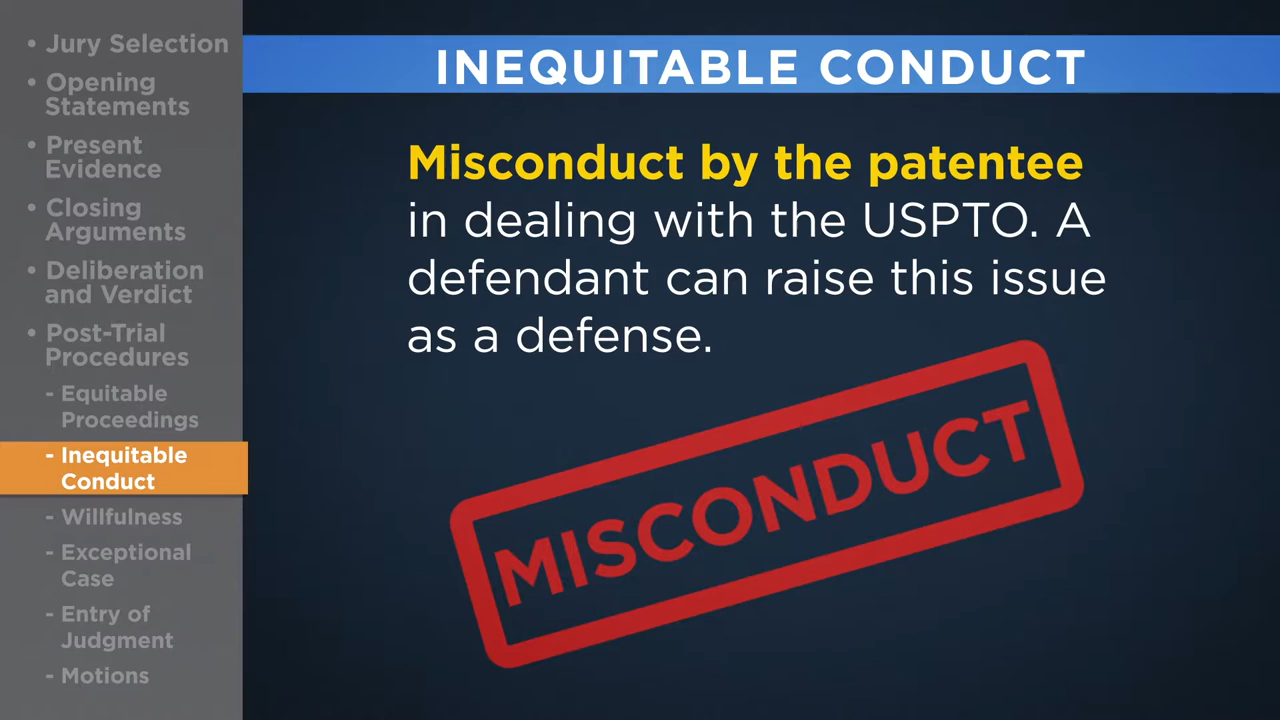 • Jury Selection
• Opening
Statements
• Present
Evidence
• Closing
Arguments
• Deliberation
and Verdict
• Post-Trial
Procedures
- Equitable
Proceedings
- Inequitable
Conduct
- Willfulness
- Exceptional
Case
- Entry of
Judgment
- Motions
INEQUITABLE CONDUCT
Misconduct by the patentee
in dealing with the USPTO. A
defendant can raise this issue
as a defense.
MISCONDUCT